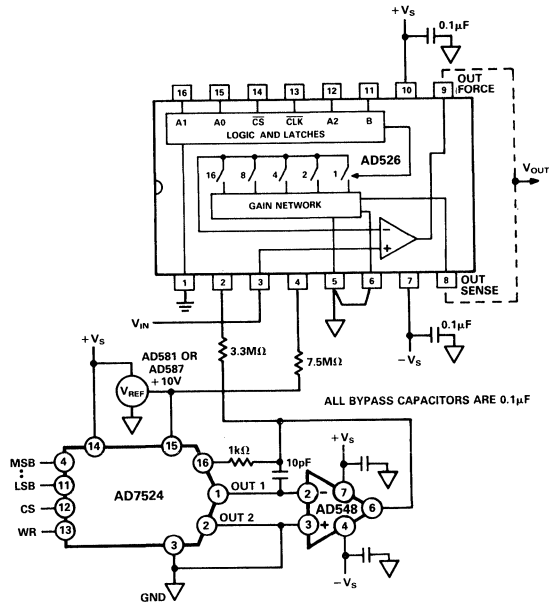 +VS
0.1μF
16 15 14 13 12 11 10 9
OUT
FORCE
A1 A0 CS CLK A2 B
LOGIC AND LATCHES
AD526
16 8 4 2 1
GAIN NETWORK
−
+
VOUT
1 2 3 4 5 6 7 8
OUT
SENSE
VIN
0.1μF
−VS
3.3MΩ
7.5MΩ
+VS
AD581 OR
AD587
+10V
VREF
ALL BYPASS CAPACITORS ARE 0.1μF
14 15
+VS
MSB 4
16 1kΩ
10pF
LSB 11
AD7524
1 OUT 1
2 − 7
AD548
6
CS 12
2 OUT 2
3 + 4
WR 13
3
−VS
GND